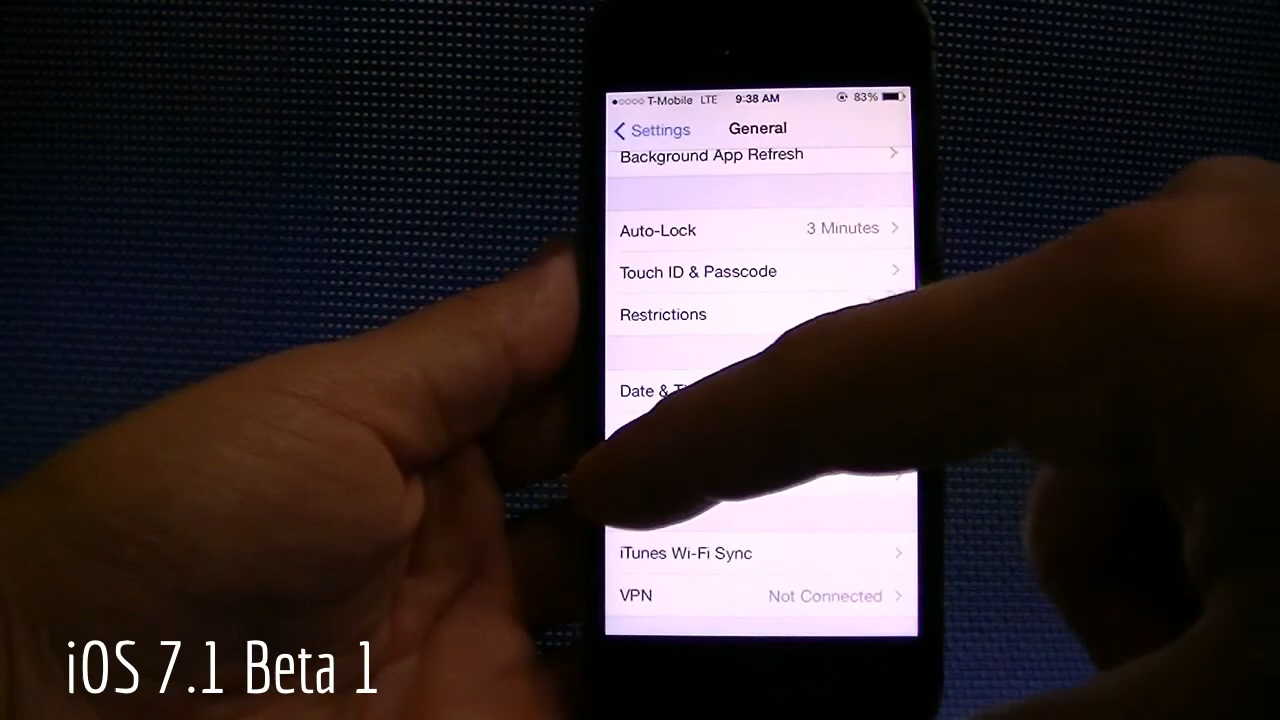 T-Mobile LTE 9:38 AM 83%
Settings General
Background App Refresh
Auto-Lock 3 Minutes
Touch ID & Passcode
Restrictions
Date &
iTunes Wi-Fi Sync
VPN Not Connected
iOS 7.1 Beta 1